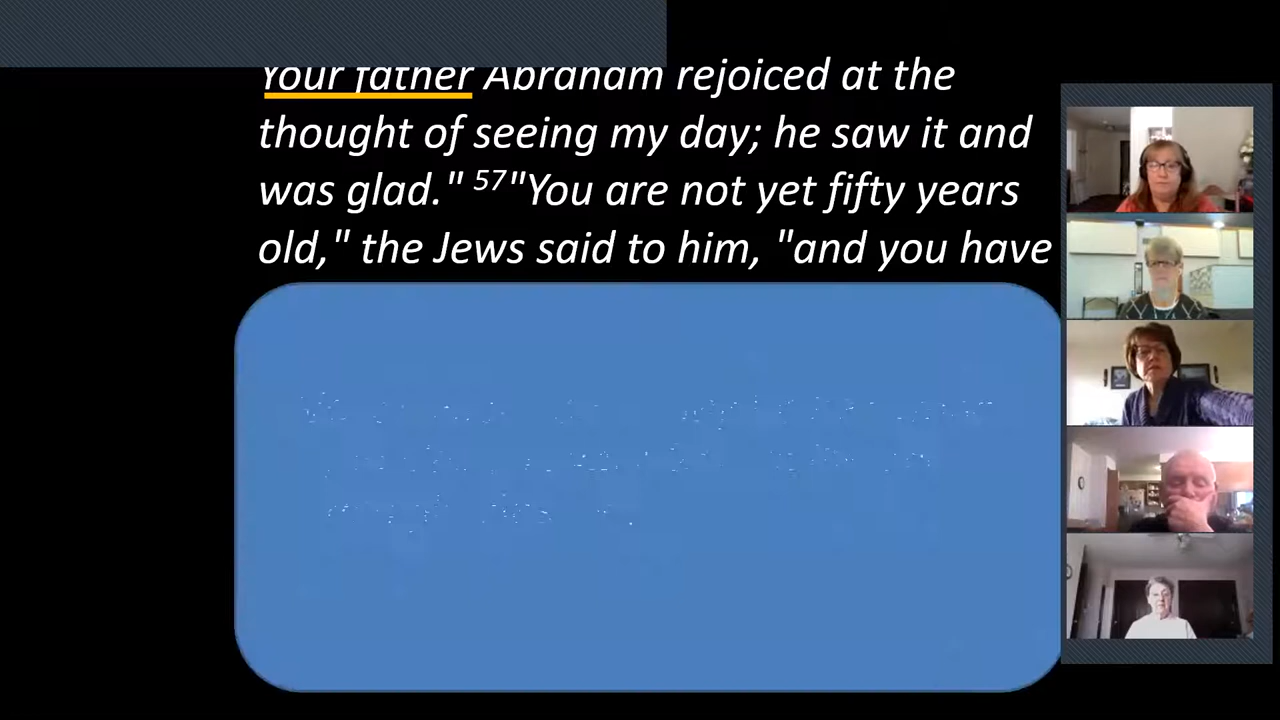 Your father Abraham rejoiced at the
thought of seeing my day; he saw it and
was glad." 57"You are not yet fifty years
old," the Jews said to him, "and you have